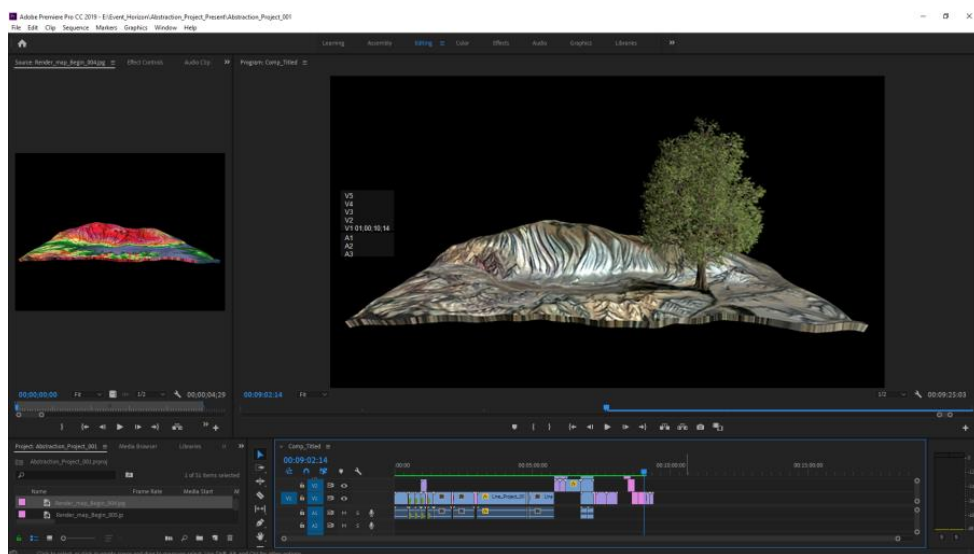 Adobe Premiere Pro CC 2019 - E:\Event_Horizon\Abstraction_Project_Present\Abstraction_Project_001
File Edit Clip Sequence Markers Graphics Window Help
Learning Assembly Editing Color Effects Audio Graphics Libraries
Source: Render_map_Begin_004.jpg Effect Controls Audio Clip
Program: Comp_Titled
V5
V4
V3
V2
V1 01;00;10;14
A1
A2
A3
00;00;00;00 Fit 1/2 00;00;04;29
00:09:02:14 Fit 1/2 00:09:25:03
Project: Abstraction_Project_001 Media Browser Libraries
Abstraction_Project_001.prproj
1 of 51 items selected
Name Frame Rate Media Start
Render_map_Begin_004.jpg
Render_map_Begin_005.jp
Comp_Titled
00:09:02:14
00:00 00:05:00:00 00:10:00:00 00:15:00:00
V2
V1 V1 Line_Project_01 Line
A1
A2
S S